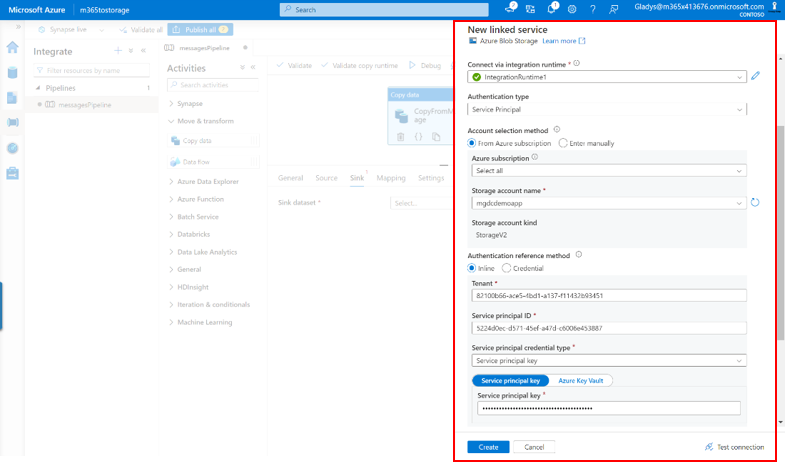 Microsoft Azure | m365tostorage
Search
Gladys@m365x413676.onmicrosoft.com
CONTOSO
Synapse live
Validate all
Publish all
Integrate
Filter resources by name
Pipelines 1
messagesPipeline
messagesPipeline
Activities
Search activities
Synapse
Move & transform
Copy data
Data flow
Azure Data Explorer
Azure Function
Batch Service
Databricks
Data Lake Analytics
General
HDInsight
Iteration & conditionals
Machine Learning
Validate
Validate copy runtime
Debug
Copy data
CopyFromM
age
General
Source
Sink
Mapping
Settings
Sink dataset *
Select...
New linked service
Azure Blob Storage Learn more
Connect via integration runtime *
IntegrationRuntime1
Authentication type
Service Principal
Account selection method
From Azure subscription Enter manually
Azure subscription
Select all
Storage account name *
mgdcdemoapp
Storage account kind
StorageV2
Authentication reference method
Inline Credential
Tenant *
82100b66-ace5-4bd1-a137-f11432b93451
Service principal ID *
5224d0ec-d571-45ef-a47d-c6006e453887
Service principal credential type *
Service principal key
Service principal key Azure Key Vault
Service principal key *
Create Cancel Test connection